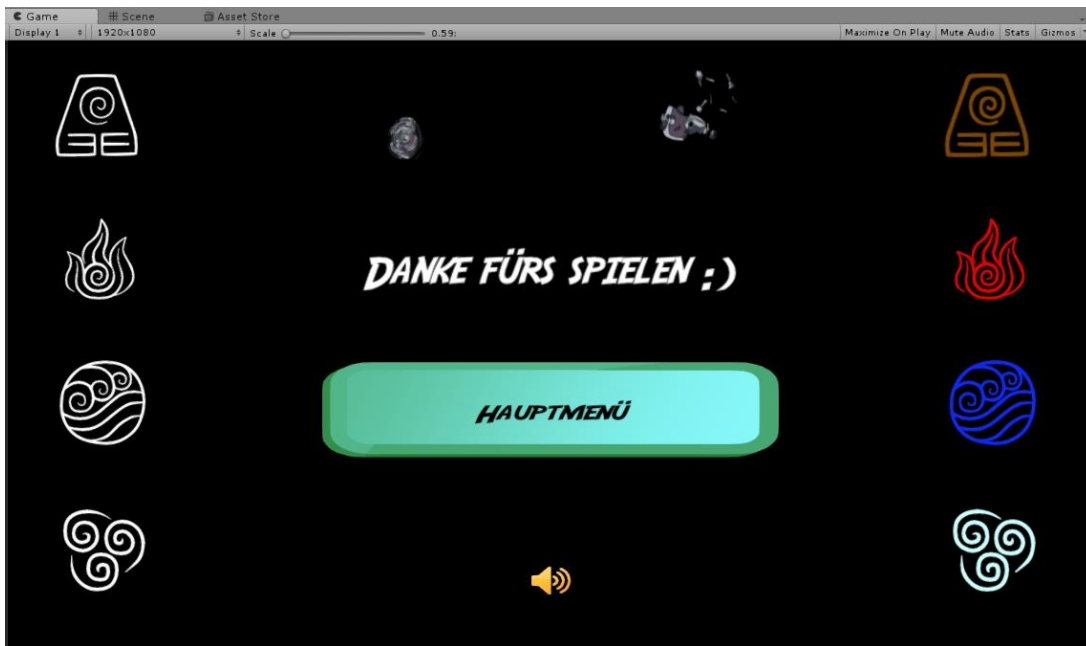 Game Scene Asset Store
Display 1 1920x1080 Scale 0.59: Maximize On Play Mute Audio Stats Gizmos
DANKE FÜRS SPIELEN :)
HAUPTMENÜ